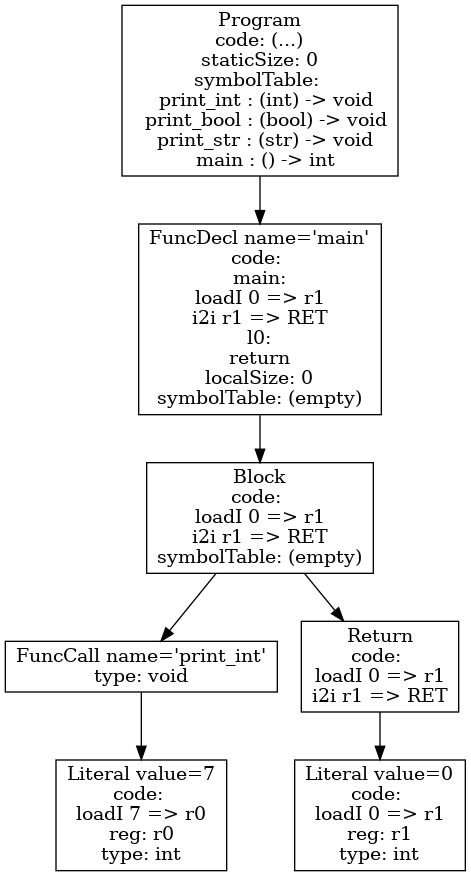 Program
code: (...)
staticSize: 0
symbolTable:
print_int : (int) -> void
print_bool : (bool) -> void
print_str : (str) -> void
main : () -> int
FuncDecl name='main'
code:
main:
loadI 0 => r1
i2i r1 => RET
l0:
return
localSize: 0
symbolTable: (empty)
Block
code:
loadI 0 => r1
i2i r1 => RET
symbolTable: (empty)
FuncCall name='print_int'
type: void
Return
code:
loadI 0 => r1
i2i r1 => RET
Literal value=7
code:
loadI 7 => r0
reg: r0
type: int
Literal value=0
code:
loadI 0 => r1
reg: r1
type: int